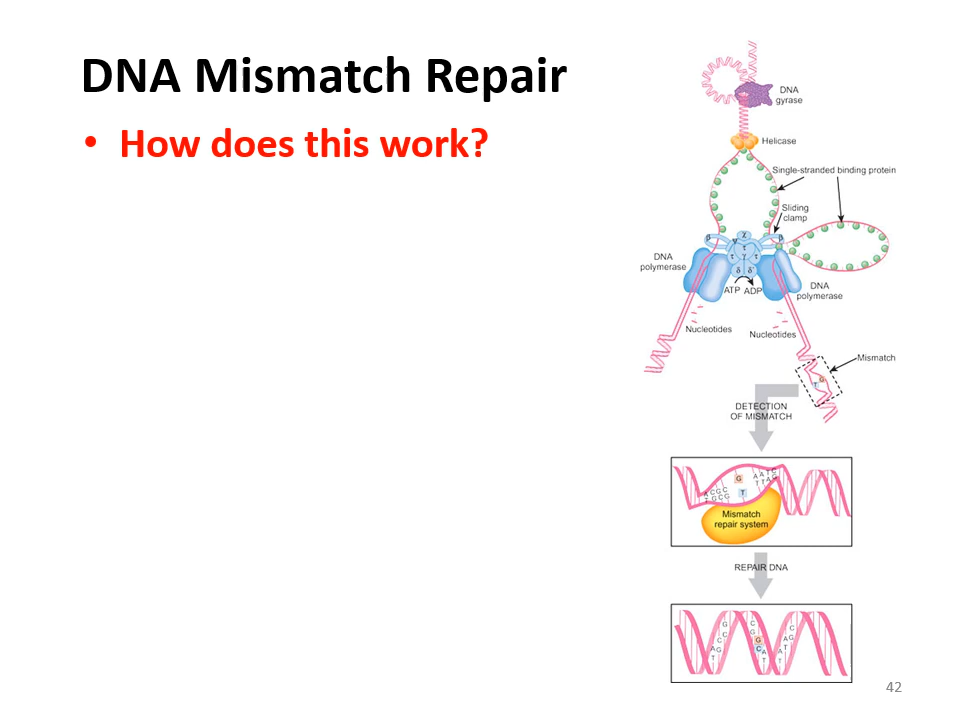 DNA Mismatch Repair
• How does this work?
DNA
gyrase
Helicase
Single-stranded binding protein
Sliding
clamp
β
χ
ψ
β
τ
τ
γ
τ
δ
δ'
DNA
polymerase
ATP
ADP
DNA
polymerase
Nucleotides
Nucleotides
Mismatch
G
T
DETECTION
OF MISMATCH
G
T
A C G C
T G C G
A A T C
T T A G
Mismatch
repair system
REPAIR DNA
G
C
C
G
A
T
C
G
G
C
A
T
C
G
A
A
T
T
42